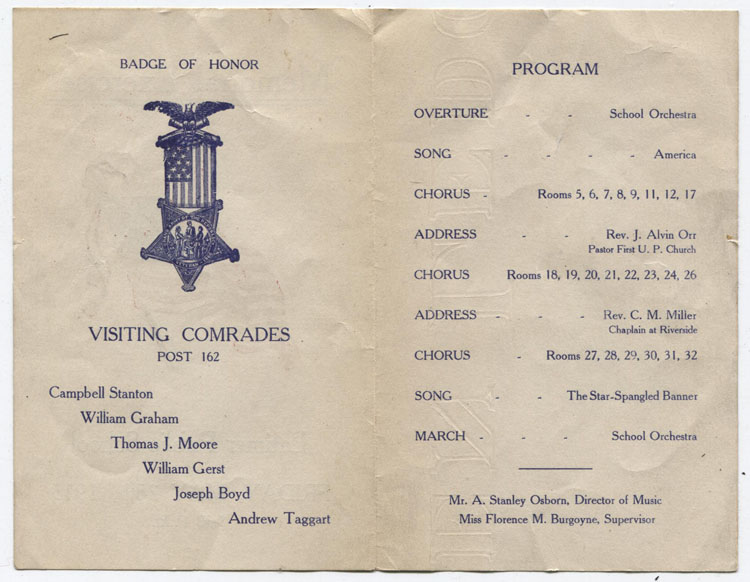 BADGE OF HONOR
VISITING COMRADES
POST 162
Campbell Stanton
William Graham
Thomas J. Moore
William Gerst
Joseph Boyd
Andrew Taggart
PROGRAM
OVERTURE - - School Orchestra
SONG - - - - America
CHORUS - Rooms 5, 6, 7, 8, 9, 11, 12, 17
ADDRESS - - Rev. J. Alvin Orr
Pastor First U. P. Church
CHORUS Rooms 18, 19, 20, 21, 22, 23, 24, 26
ADDRESS - - Rev. C. M. Miller
Chaplain at Riverside
CHORUS - Rooms 27, 28, 29, 30, 31, 32
SONG - - The Star-Spangled Banner
MARCH - - - School Orchestra
Mr. A. Stanley Osborn, Director of Music
Miss Florence M. Burgoyne, Supervisor